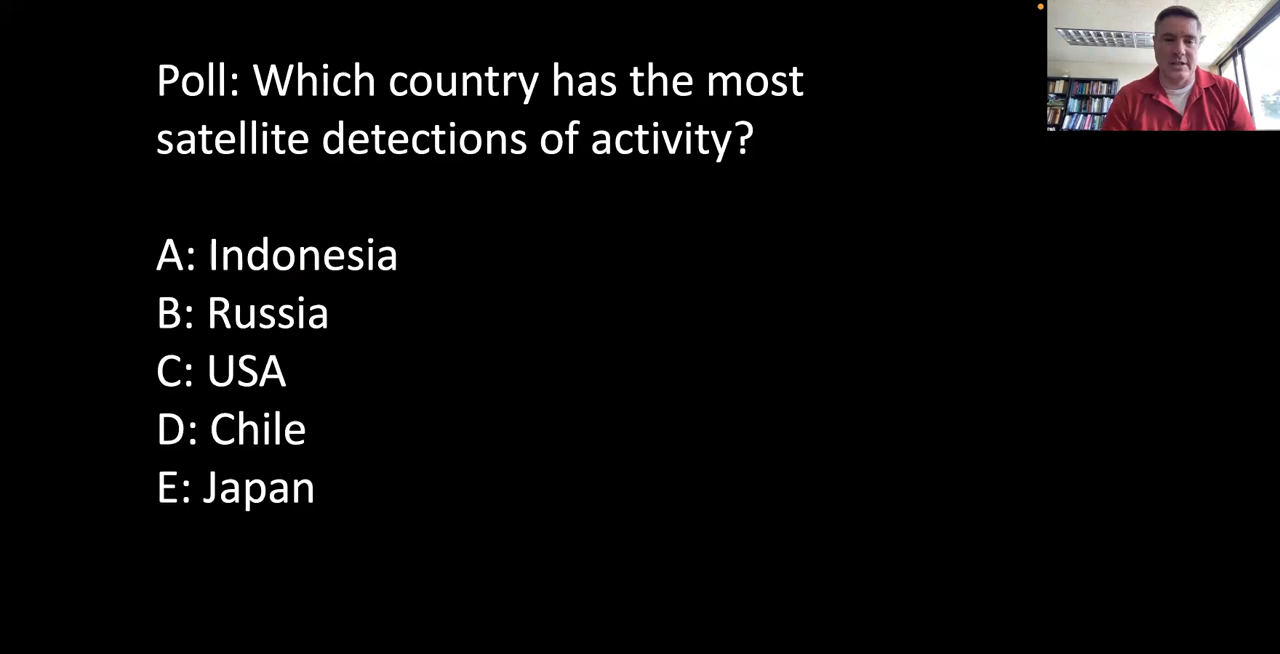 Poll: Which country has the most
satellite detections of activity?
A: Indonesia
B: Russia
C: USA
D: Chile
E: Japan